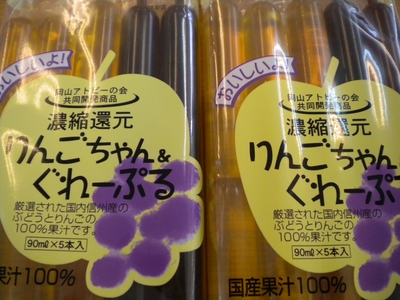 おいしいよ!
岡山アトピーの会
共同開発商品
濃縮還元
りんごちゃん&
ぐれーぷる
厳選された国内信州産の
ぶどうとりんごの
100%果汁です。
90mℓ×5本入
果汁100%
おいしいよ!
岡山アトピーの会
共同開発商品
濃縮還元
りんごちゃん
ぐれーぷる
厳選された国内信州産の
ぶどうとりんごの
100%果汁です。
90mℓ×5本入
国産果汁100%